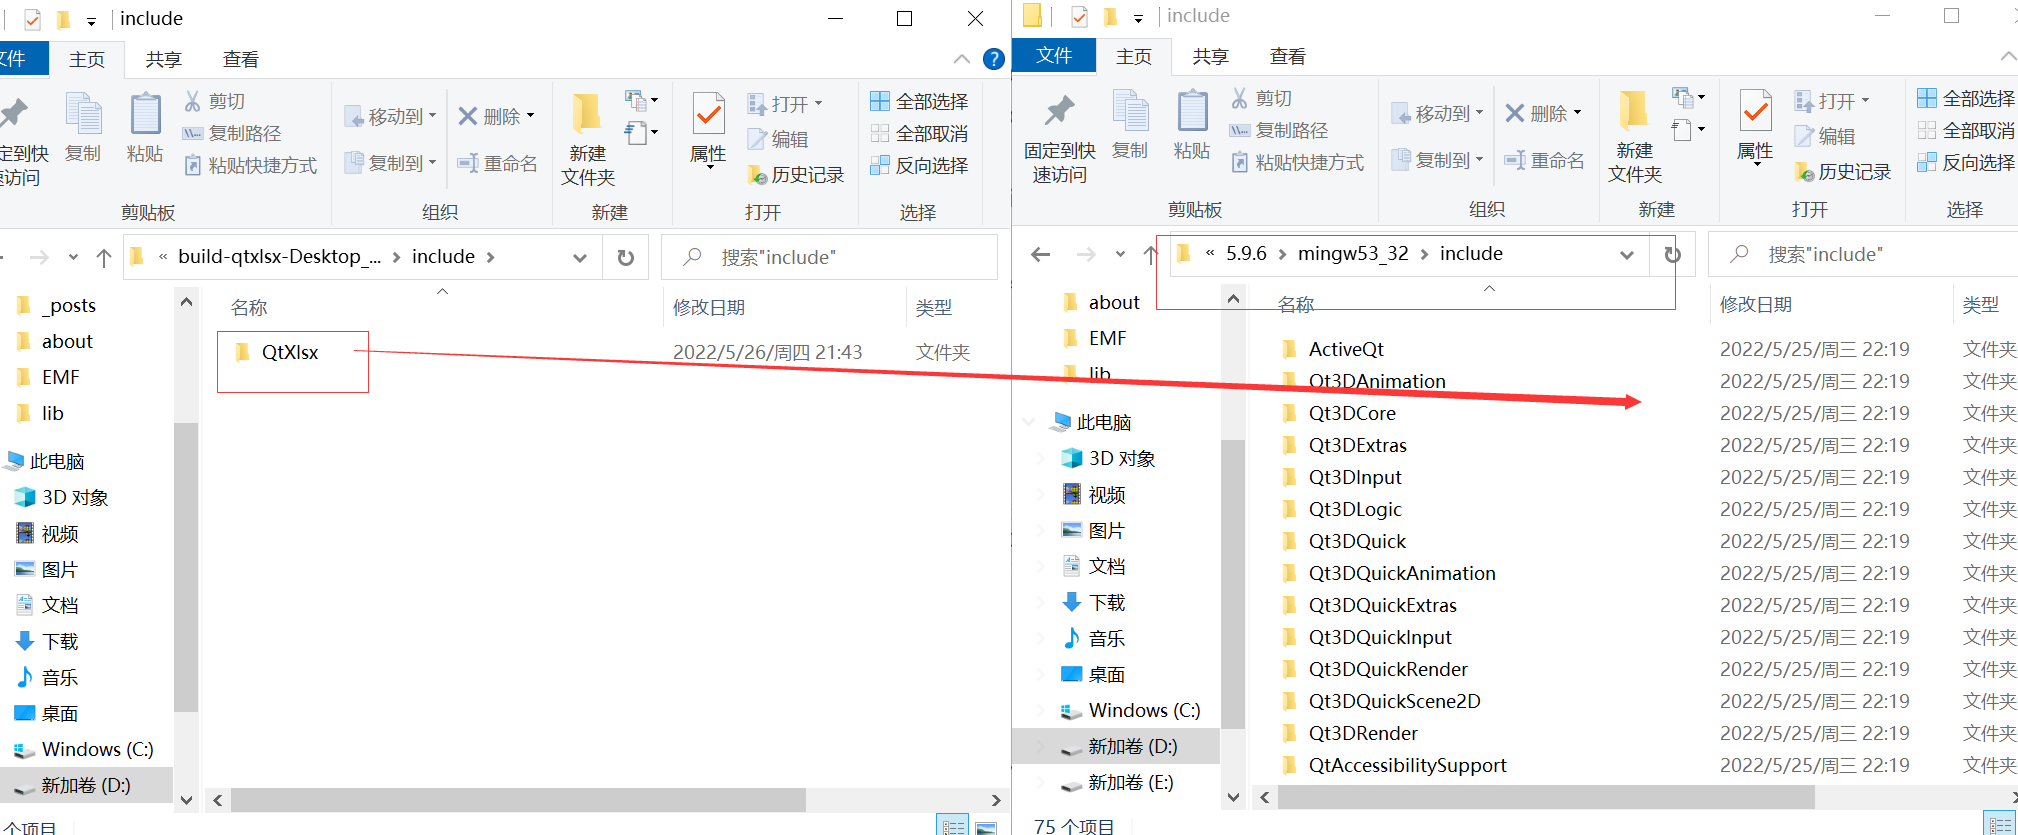 include
文件
主页
共享
查看
定到快
速访问
复制
粘贴
剪切
复制路径
粘贴快捷方式
剪贴板
移动到
复制到
删除
重命名
组织
新建
文件夹
新建
属性
打开
编辑
历史记录
打开
全部选择
全部取消
反向选择
选择
« build-qtxlsx-Desktop_... > include >
搜索"include"
_posts
about
EMF
lib
此电脑
3D 对象
视频
图片
文档
下载
音乐
桌面
Windows (C:)
新加卷 (D:)
名称
修改日期
类型
QtXlsx
2022/5/26/周四 21:43
文件夹
个项目
include
文件
主页
共享
查看
固定到快
速访问
复制
粘贴
剪切
复制路径
粘贴快捷方式
剪贴板
移动到
复制到
删除
重命名
组织
新建
文件夹
新建
属性
打开
编辑
历史记录
打开
全部选择
全部取消
反向选择
选择
« 5.9.6 > mingw53_32 > include
搜索"include"
about
EMF
lib
此电脑
3D 对象
视频
图片
文档
下载
音乐
桌面
Windows (C:)
新加卷 (D:)
新加卷 (E:)
名称
修改日期
类型
ActiveQt 2022/5/25/周三 22:19 文件夹
Qt3DAnimation 2022/5/25/周三 22:19 文件夹
Qt3DCore 2022/5/25/周三 22:19 文件夹
Qt3DExtras 2022/5/25/周三 22:19 文件夹
Qt3DInput 2022/5/25/周三 22:19 文件夹
Qt3DLogic 2022/5/25/周三 22:19 文件夹
Qt3DQuick 2022/5/25/周三 22:19 文件夹
Qt3DQuickAnimation 2022/5/25/周三 22:19 文件夹
Qt3DQuickExtras 2022/5/25/周三 22:19 文件夹
Qt3DQuickInput 2022/5/25/周三 22:19 文件夹
Qt3DQuickRender 2022/5/25/周三 22:19 文件夹
Qt3DQuickScene2D 2022/5/25/周三 22:19 文件夹
Qt3DRender 2022/5/25/周三 22:19 文件夹
QtAccessibilitySupport 2022/5/25/周三 22:19 文件夹
75 个项目